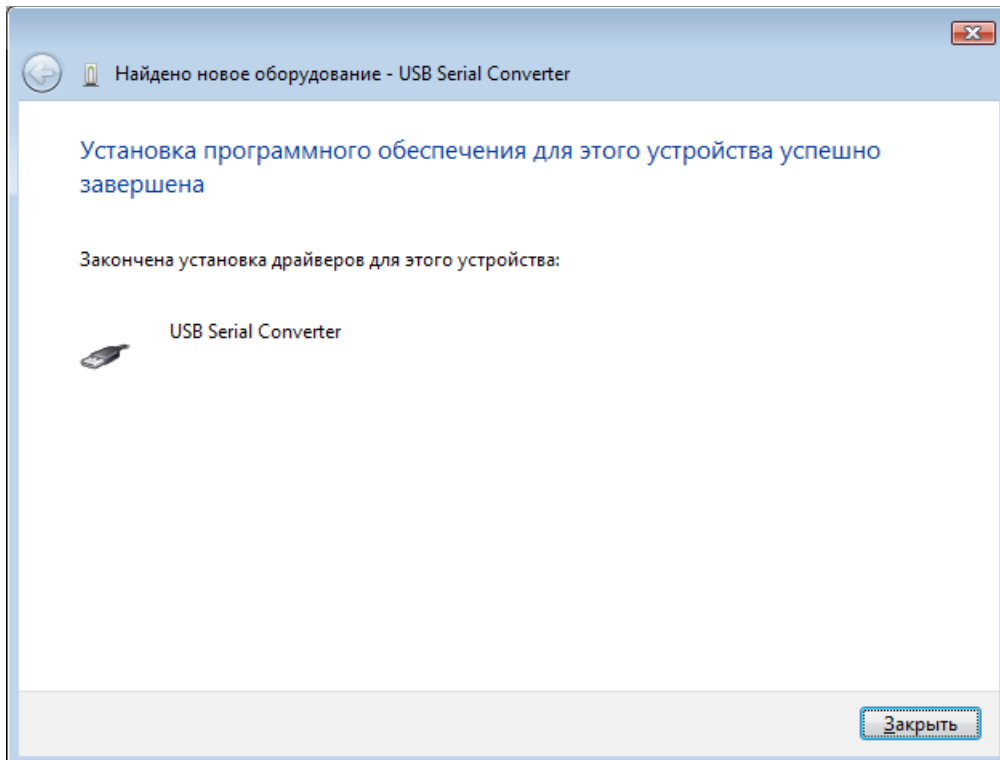 Найдено новое оборудование - USB Serial Converter
Установка программного обеспечения для этого устройства успешно
завершена
Закончена установка драйверов для этого устройства:
USB Serial Converter
Закрыть